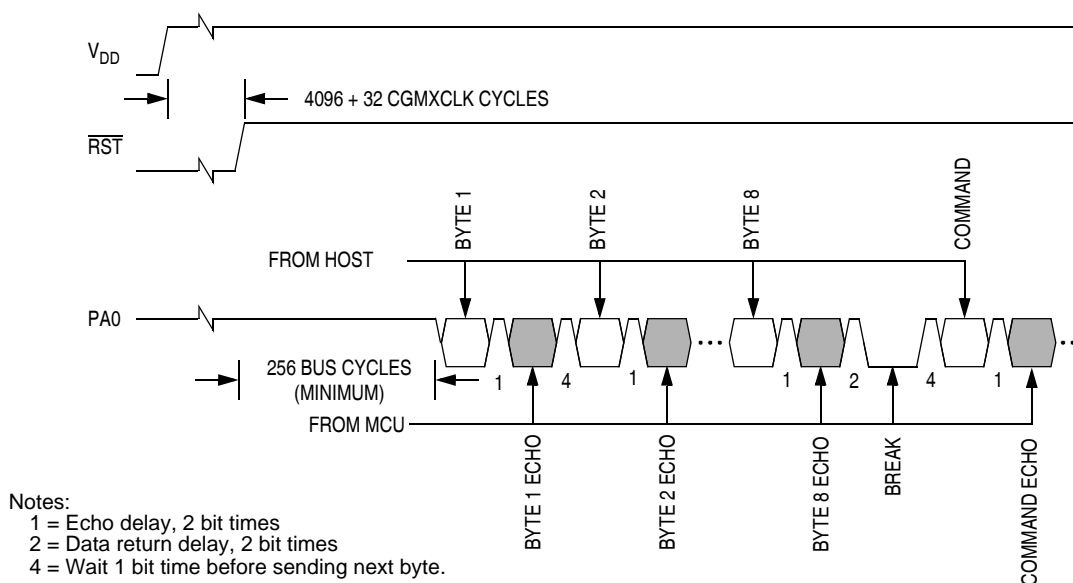 VDD
4096 + 32 CGMXCLK CYCLES
RST
FROM HOST
BYTE 1
BYTE 2
BYTE 8
COMMAND
PA0
256 BUS CYCLES
(MINIMUM)
1
4
1
1
2
4
1
FROM MCU
BYTE 1 ECHO
BYTE 2 ECHO
BYTE 8 ECHO
BREAK
COMMAND ECHO
Notes:
1 = Echo delay, 2 bit times
2 = Data return delay, 2 bit times
4 = Wait 1 bit time before sending next byte.